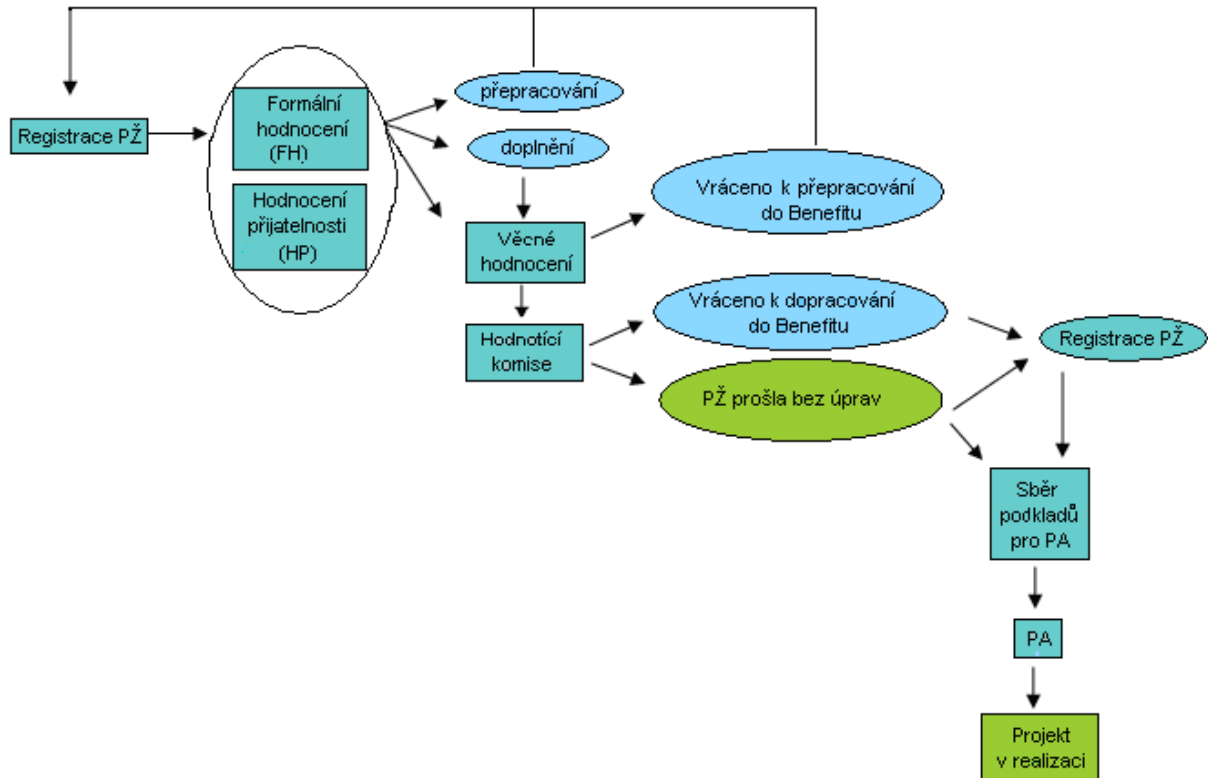 Registrace PŽ
Formální
hodnocení
(FH)
Hodnocení
přijatelnosti
(HP)
přepracování
doplnění
Věcné
hodnocení
Vráceno k přepracování
do Benefitu
Hodnotící
komise
Vráceno k dopracování
do Benefitu
PŽ prošla bez úprav
Registrace PŽ
Sběr
podkladů
pro PA
PA
Projekt
v realizaci